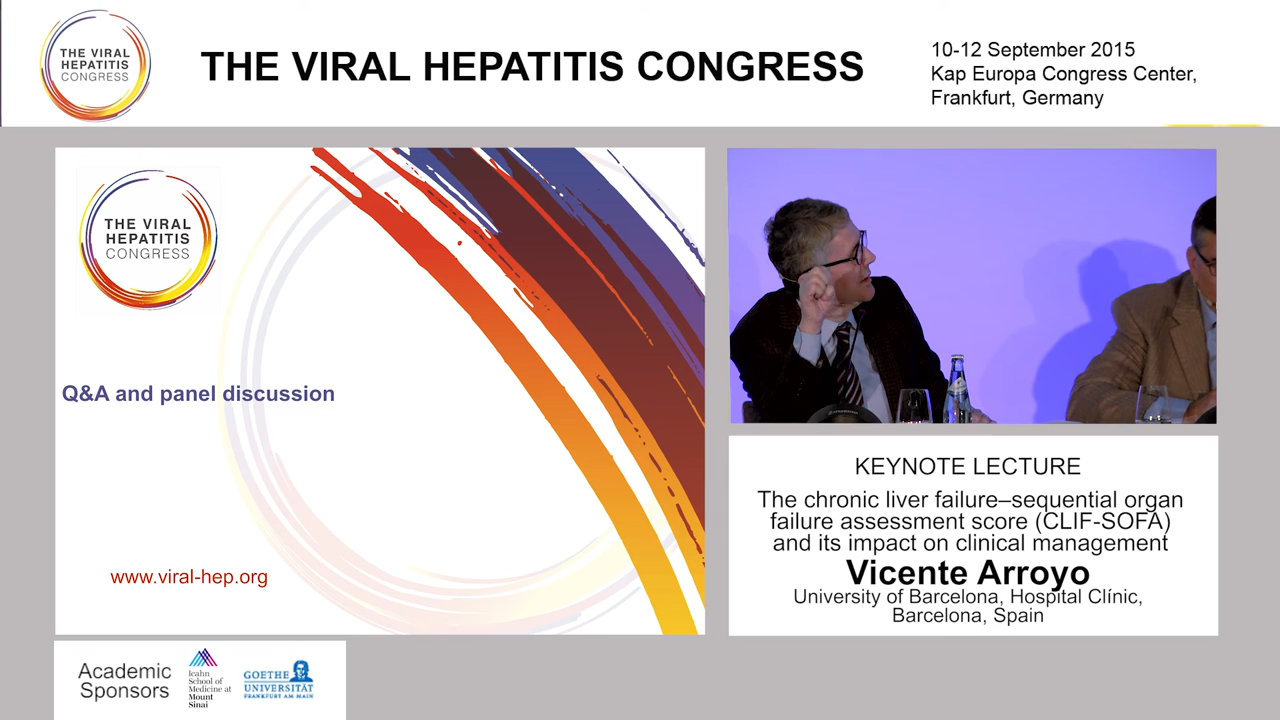 THE VIRAL
HEPATITIS
CONGRESS
THE VIRAL HEPATITIS CONGRESS
10-12 September 2015
Kap Europa Congress Center,
Frankfurt, Germany
THE VIRAL
HEPATITIS
CONGRESS
Q&A and panel discussion
www.viral-hep.org
KEYNOTE LECTURE
The chronic liver failure–sequential organ
failure assessment score (CLIF-SOFA)
and its impact on clinical management
Vicente Arroyo
University of Barcelona, Hospital Clínic,
Barcelona, Spain
Academic
Sponsors
Icahn
School of
Medicine at
Mount
Sinai
GOETHE
UNIVERSITÄT
FRANKFURT AM MAIN